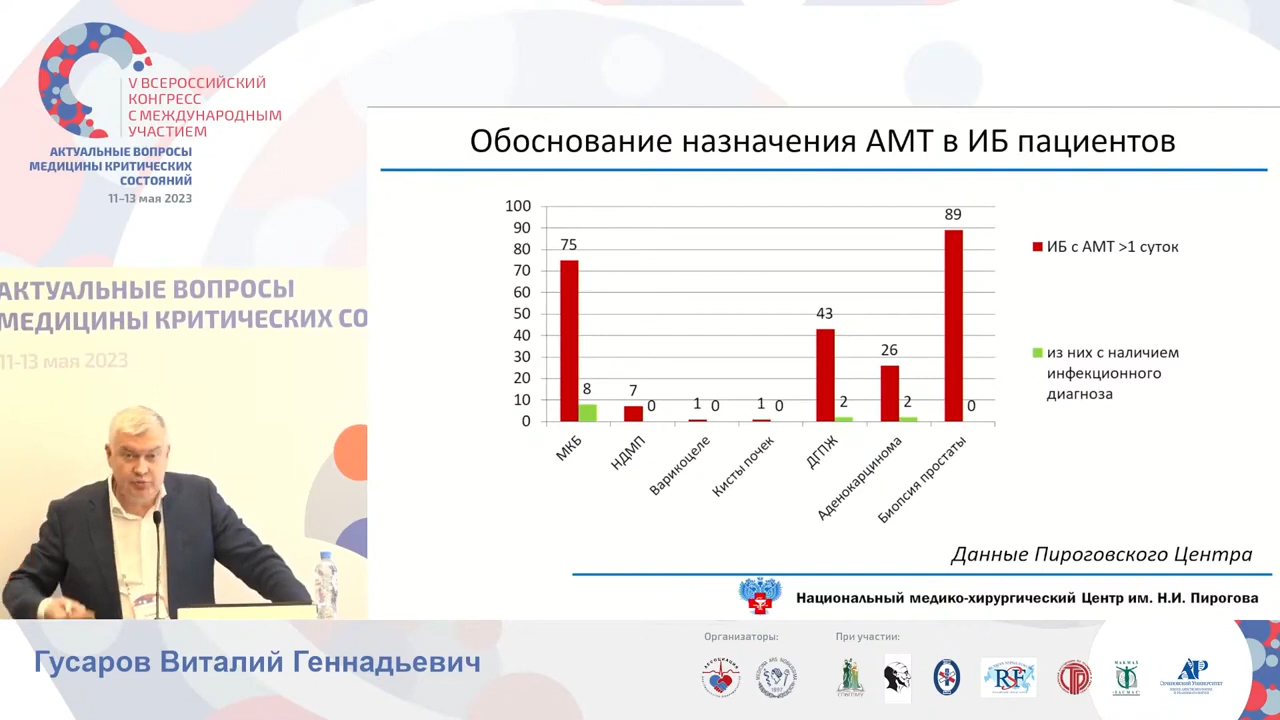 V ВСЕРОССИЙСКИЙ
КОНГРЕСС
С МЕЖДУНАРОДНЫМ
УЧАСТИЕМ
АКТУАЛЬНЫЕ ВОПРОСЫ
МЕДИЦИНЫ КРИТИЧЕСКИХ
СОСТОЯНИЙ
11–13 мая 2023
АКТУАЛЬНЫЕ ВОПРОСЫ
МЕДИЦИНЫ КРИТИЧЕСКИХ СО
11-13 мая 2023
Обоснование назначения АМТ в ИБ пациентов
100
90
80
70
60
50
40
30
20
10
0
75
8
7
0
1
0
1
0
43
2
26
2
89
0
МКБ
НДМП
Варикоцеле
Кисты почек
ДГПЖ
Аденокарцинома
Биопсия простаты
ИБ с АМТ >1 суток
из них с наличием
инфекционного
диагноза
Данные Пироговского Центра
Национальный медико-хирургический Центр им. Н.И. Пирогова
Гусаров Виталий Геннадьевич
Организаторы:
При участии: